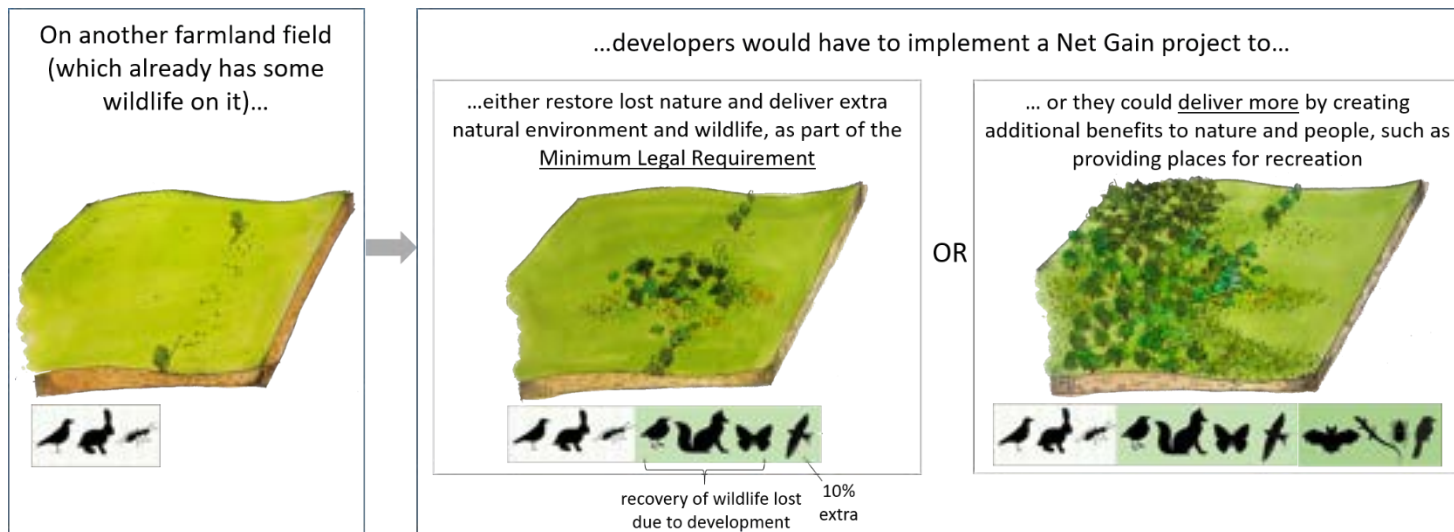 On another farmland field
(which already has some
wildlife on it)...
...developers would have to implement a Net Gain project to...
...either restore lost nature and deliver extra
natural environment and wildlife, as part of the
Minimum Legal Requirement
OR
... or they could deliver more by creating
additional benefits to nature and people, such as
providing places for recreation
recovery of wildlife lost
due to development
10%
extra